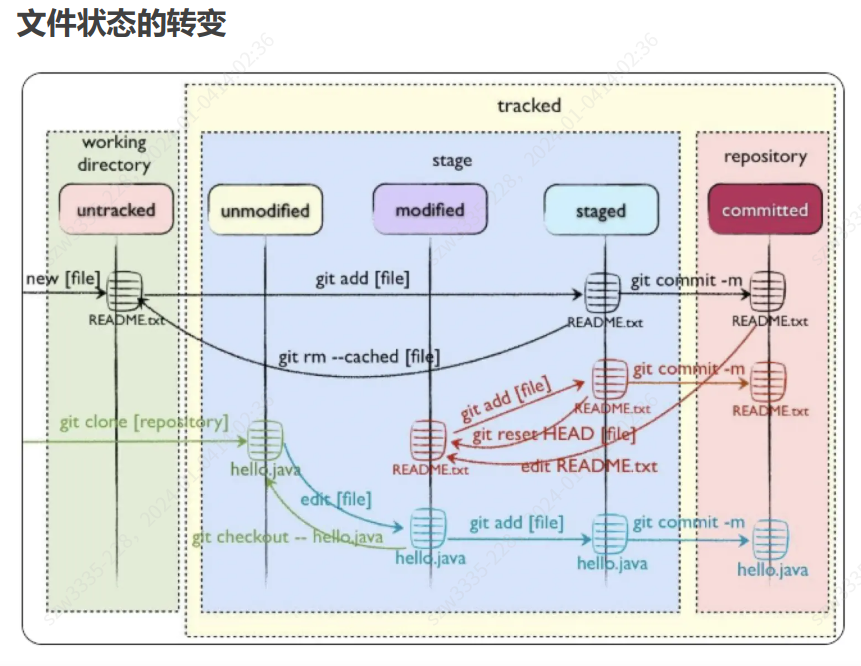 文件状态的转变
tracked
working
directory
stage
repository
untracked
unmodified
modified
staged
committed
new [file]
git add [file]
git commit -m
README.txt
README.txt
README.txt
git rm --cached [file]
git add [file]
git commit -m
README.txt
README.txt
git clone [repository]
git reset HEAD [file]
hello.java
README.txt
edit README.txt
edit [file]
git add [file]
git commit -m
git checkout -- hello.java
hello.java
hello.java
hello.java